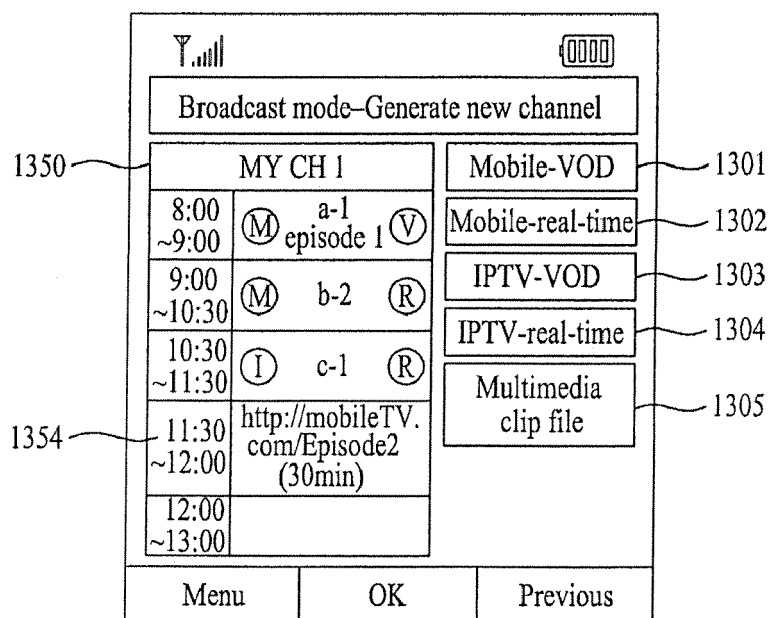 Broadcast mode–Generate new channel
1350
MY CH 1
8:00
~9:00
M
a-1
episode 1
V
9:00
~10:30
M
b-2
R
10:30
~11:30
I
c-1
R
1354
11:30
~12:00
http://mobileTV.
com/Episode2
(30min)
12:00
~13:00
Mobile-VOD
1301
Mobile-real-time
1302
IPTV-VOD
1303
IPTV-real-time
1304
Multimedia
clip file
1305
Menu
OK
Previous